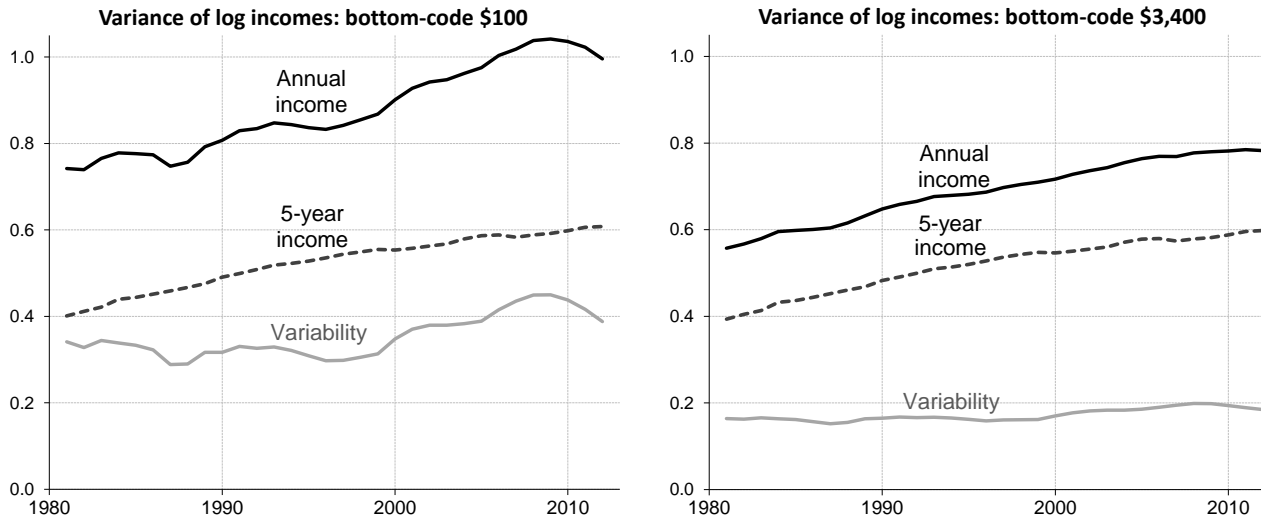 Variance of log incomes: bottom-code $100
1.0
0.8
0.6
0.4
0.2
0.0
1980
1990
2000
2010
Annual
income
5-year
income
Variability
Variance of log incomes: bottom-code $3,400
1.0
0.8
0.6
0.4
0.2
0.0
1980
1990
2000
2010
Annual
income
5-year
income
Variability